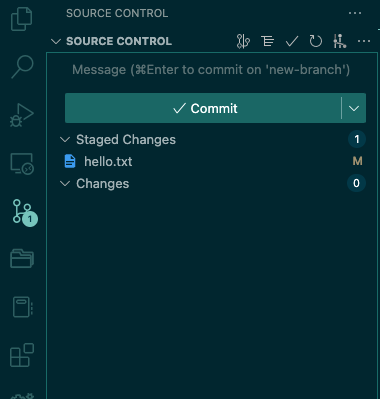 SOURCE CONTROL
SOURCE CONTROL
Message (⌘Enter to commit on 'new-branch')
Commit
Staged Changes 1
hello.txt M
Changes 0
1